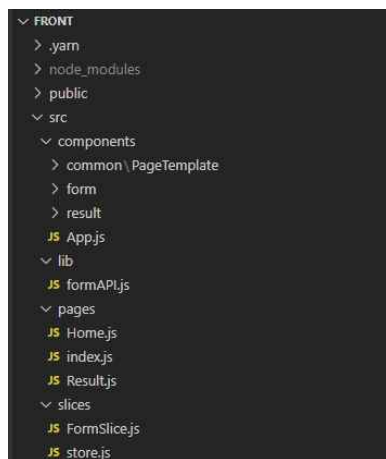 FRONT
.yarn
node_modules
public
src
components
common\PageTemplate
form
result
JS App.js
lib
JS formAPI.js
pages
JS Home.js
JS index.js
JS Result.js
slices
JS FormSlice.js
JS store.js